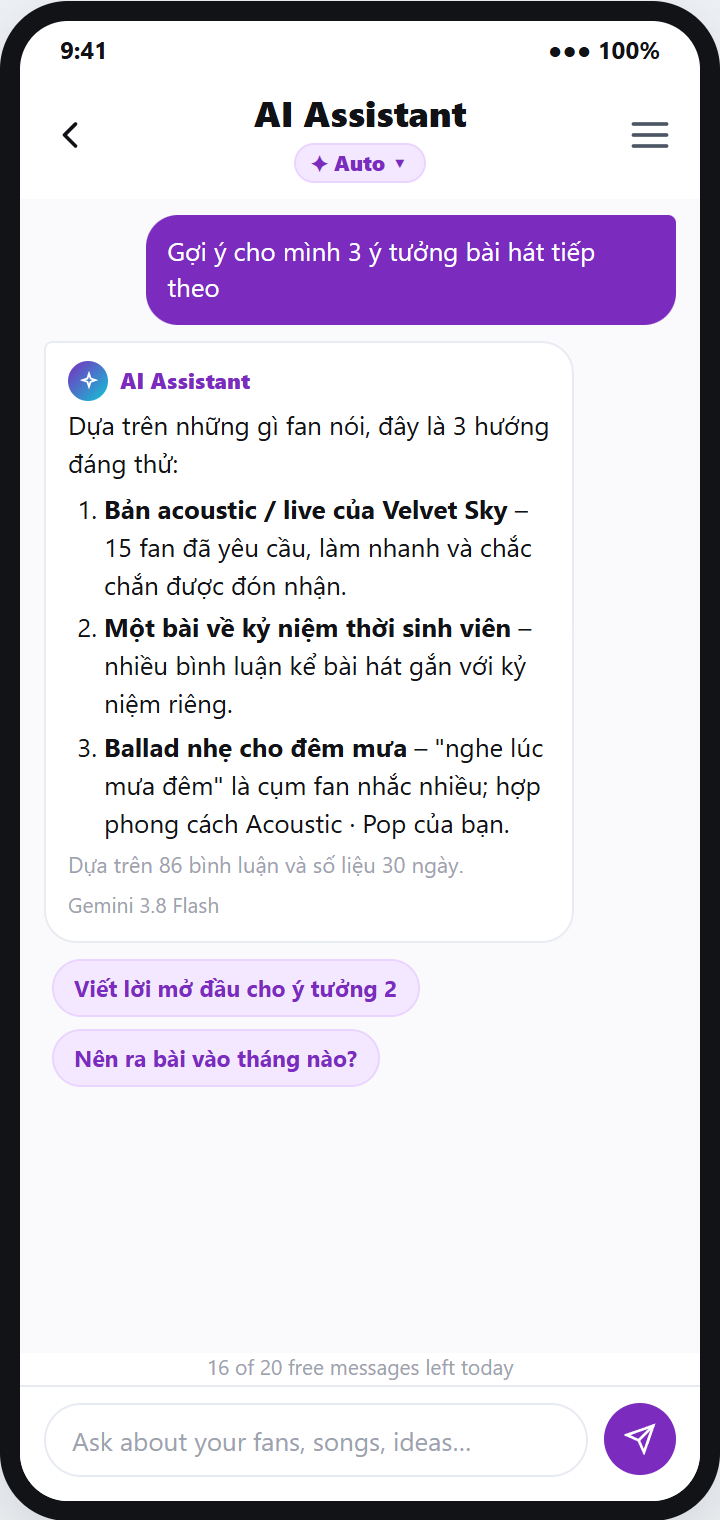 9:41
●●● 100%
AI Assistant
✦ Auto ▼
Gợi ý cho mình 3 ý tưởng bài hát tiếp
theo
AI Assistant
Dựa trên những gì fan nói, đây là 3 hướng
đáng thử:
1. Bản acoustic / live của Velvet Sky –
15 fan đã yêu cầu, làm nhanh và chắc
chắn được đón nhận.
2. Một bài về kỷ niệm thời sinh viên –
nhiều bình luận kể bài hát gắn với kỷ
niệm riêng.
3. Ballad nhẹ cho đêm mưa – "nghe lúc
mưa đêm" là cụm fan nhắc nhiều; hợp
phong cách Acoustic · Pop của bạn.
Dựa trên 86 bình luận và số liệu 30 ngày.
Gemini 3.8 Flash
Viết lời mở đầu cho ý tưởng 2
Nên ra bài vào tháng nào?
16 of 20 free messages left today
Ask about your fans, songs, ideas...